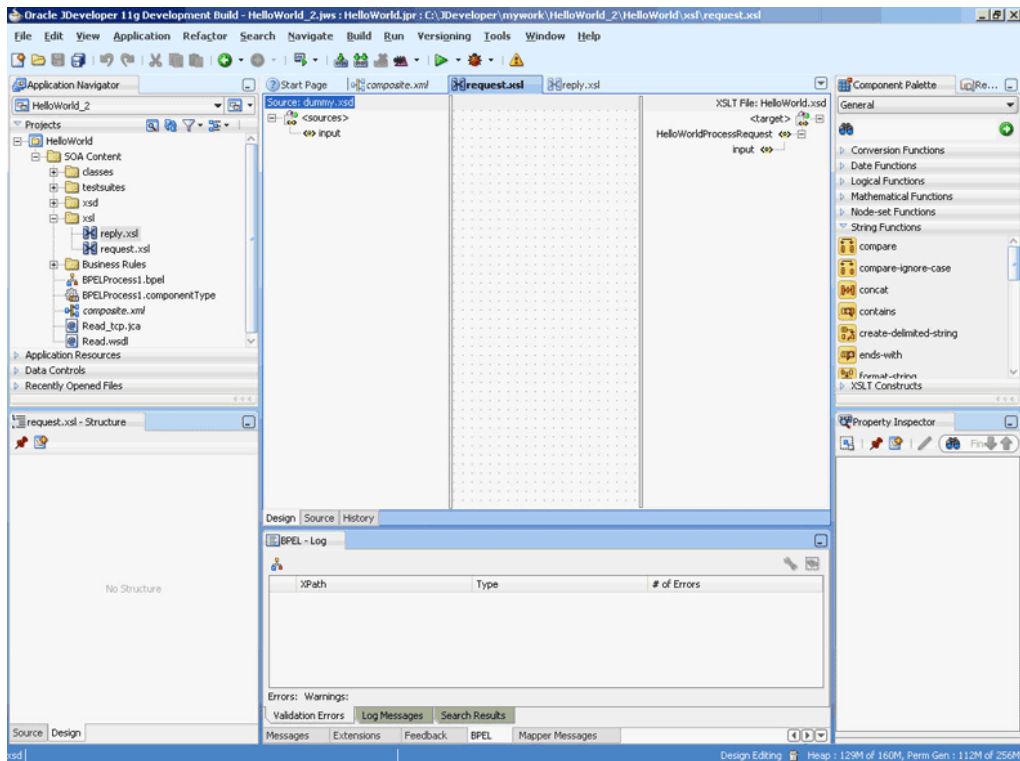 Oracle JDeveloper 11g Development Build - HelloWorld_2.jws : HelloWorld.jpr : C:\JDeveloper\mywork\HelloWorld_2\HelloWorld\xsl\request.xsl
File Edit View Application Refactor Search Navigate Build Run Versioning Tools Window Help
Application Navigator
HelloWorld_2
Projects
HelloWorld
SOA Content
classes
testsuites
xsd
xsl
reply.xsl
request.xsl
Business Rules
BPELProcess1.bpel
BPELProcess1.componentType
composite.xml
Read_tcp.jca
Read.wsdl
Application Resources
Data Controls
Recently Opened Files
request.xsl - Structure
No Structure
Source Design
Start Page composite.xml request.xsl reply.xsl
Source: dummy.xsd
<sources>
input
XSLT File: HelloWorld.xsd
<target>
HelloWorldProcessRequest
input
Design Source History
BPEL - Log
XPath Type # of Errors
Errors: Warnings:
Validation Errors Log Messages Search Results
Messages Extensions Feedback BPEL Mapper Messages
Component Palette Re...
General
Conversion Functions
Date Functions
Logical Functions
Mathematical Functions
Node-set Functions
String Functions
compare
compare-ignore-case
concat
contains
create-delimited-string
ends-with
format-string
XSLT Constructs
Property Inspector
Find
xsd
Design Editing Heap : 129M of 160M, Perm Gen : 112M of 256M